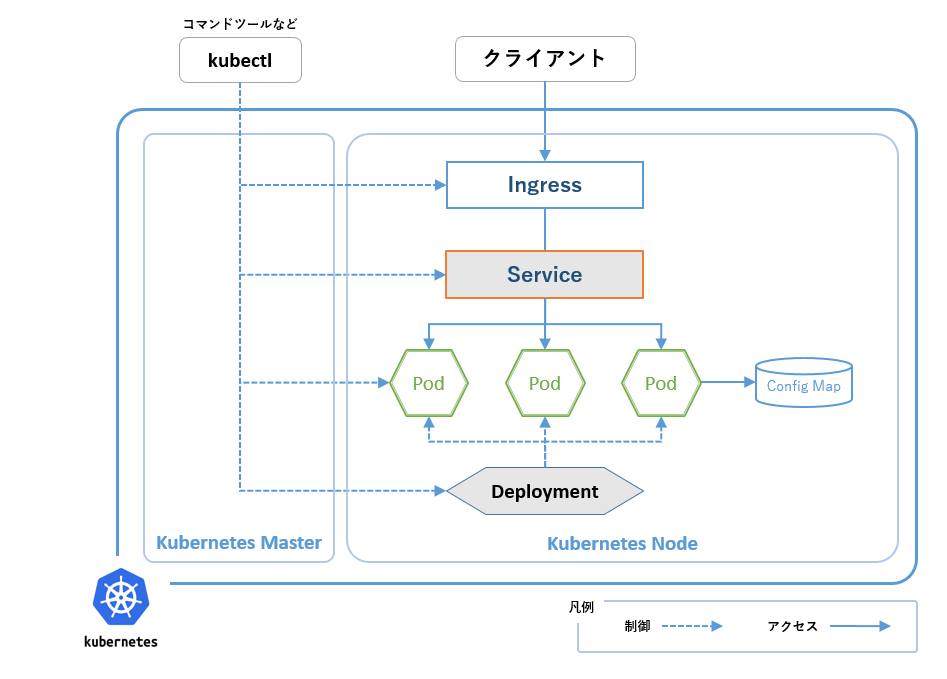 コマンドツールなど
kubectl
クライアント
Ingress
Service
Pod
Pod
Pod
Config Map
Deployment
Kubernetes Master
Kubernetes Node
kubernetes
凡例
制御
アクセス